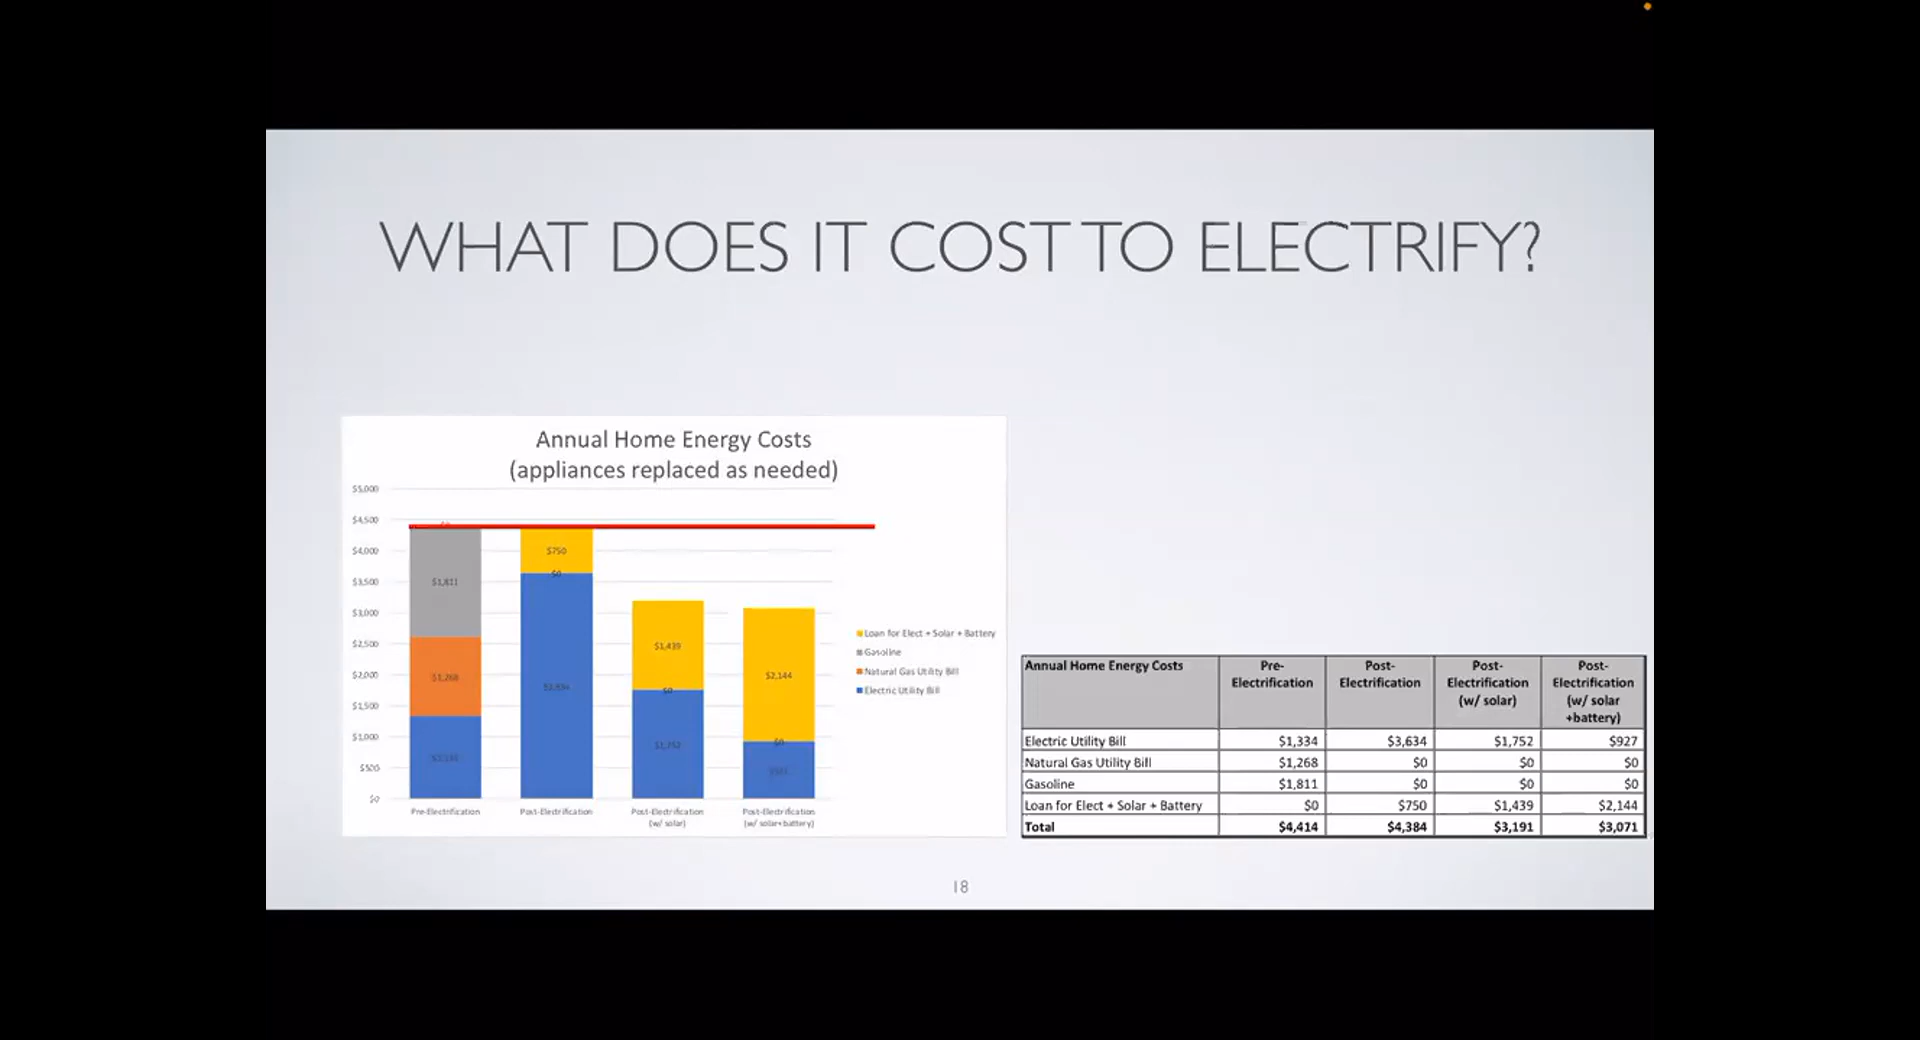 WHAT DOES IT COST TO ELECTRIFY?
Annual Home Energy Costs
(appliances replaced as needed)
$5,000
$4,500
$4,000
$3,500
$3,000
$2,500
$2,000
$1,500
$1,000
$500
$0
$1,811
$1,268
$750
$0
$1,439
$0
$1,752
$2,144
$0
Pre-Electrification
Post-Electrification
Post-Electrification
(w/ solar)
Post-Electrification
(w/ solar+battery)
Loan for Elect + Solar + Battery
Gasoline
Natural Gas Utility Bill
Electric Utility Bill
Annual Home Energy Costs Pre-Electrification Post-Electrification Post-Electrification (w/ solar) Post-Electrification (w/ solar +battery)
Electric Utility Bill $1,334 $3,634 $1,752 $927
Natural Gas Utility Bill $1,268 $0 $0 $0
Gasoline $1,811 $0 $0 $0
Loan for Elect + Solar + Battery $0 $750 $1,439 $2,144
Total $4,414 $4,384 $3,191 $3,071
18